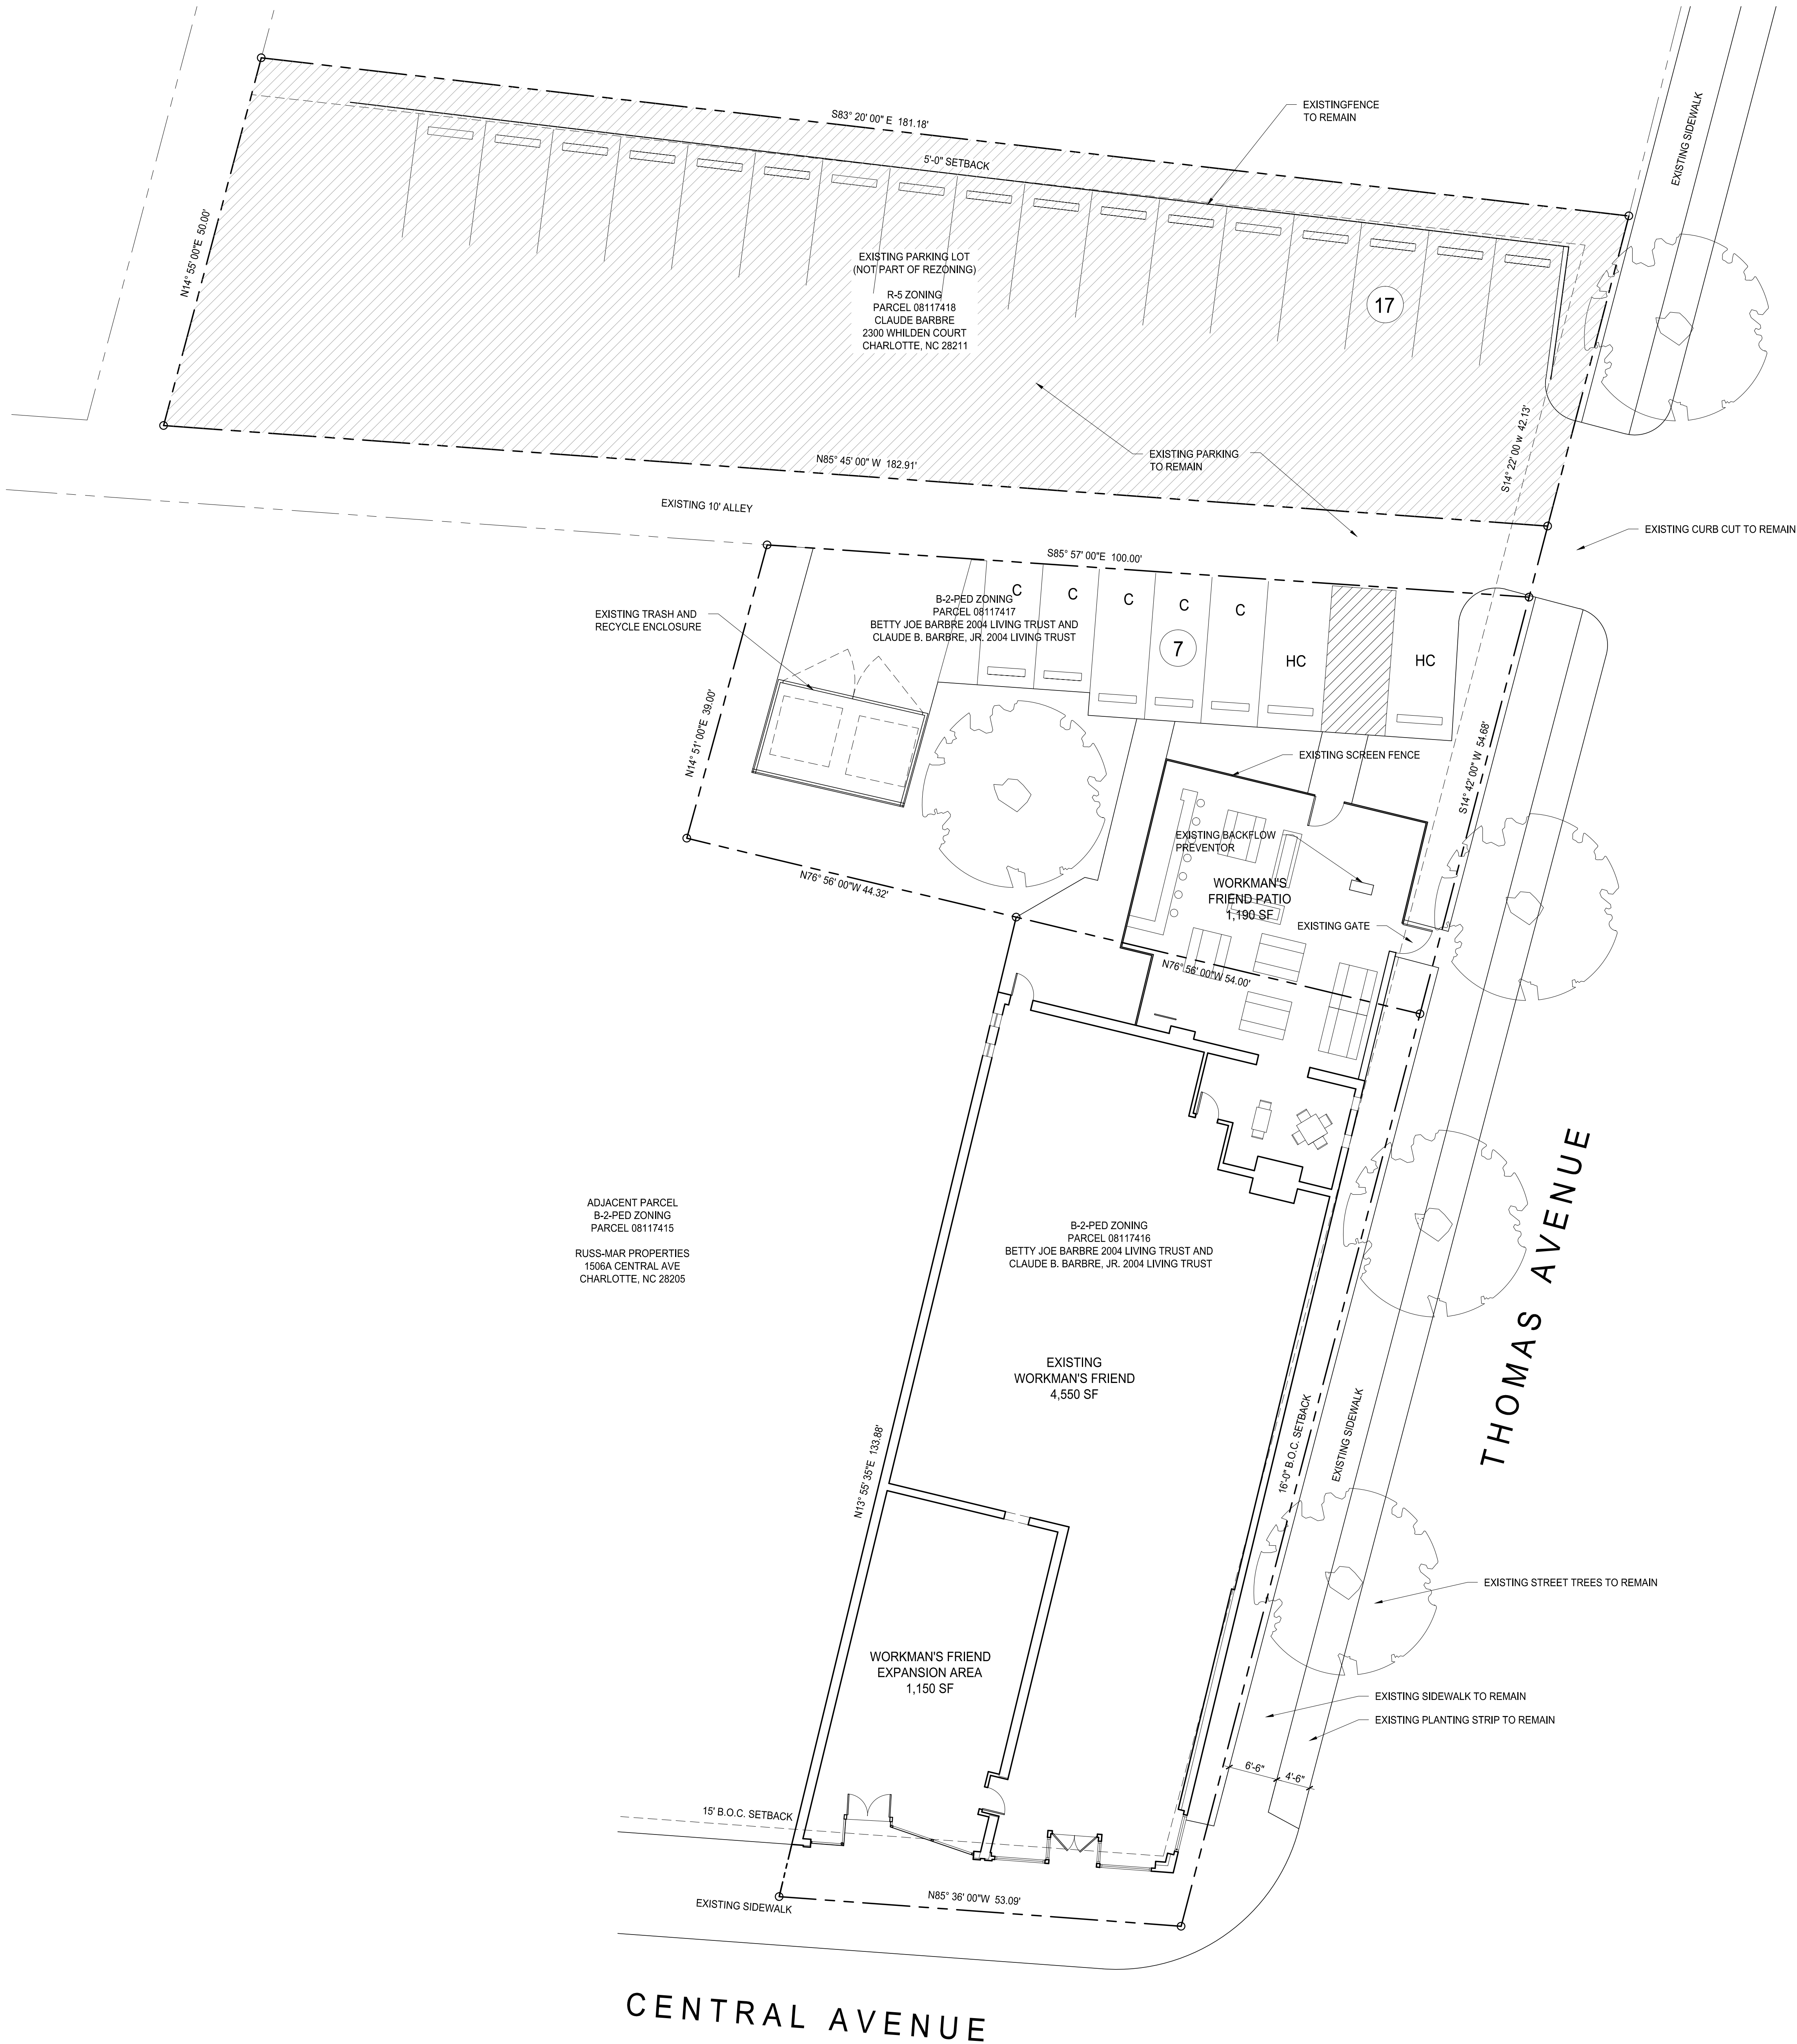 EXISTINGFENCE
TO REMAIN
EXISTING SIDEWALK
S83° 20' 00" E 181.18'
5'-0" SETBACK
N14° 55' 00"E 50.00'
EXISTING PARKING LOT
(NOT PART OF REZONING)
R-5 ZONING
PARCEL 08117418
CLAUDE BARBRE
2300 WHILDEN COURT
CHARLOTTE, NC 28211
17
S14° 22' 00 w 42.13'
N85° 45' 00" W 182.91'
EXISTING PARKING
TO REMAIN
EXISTING 10' ALLEY
EXISTING CURB CUT TO REMAIN
S85° 57' 00"E 100.00'
EXISTING TRASH AND
RECYCLE ENCLOSURE
B-2-PED ZONING
PARCEL 08117417
BETTY JOE BARBRE 2004 LIVING TRUST AND
CLAUDE B. BARBRE, JR. 2004 LIVING TRUST
C
C
C
C
C
7
HC
HC
N14° 51' 00"E 39.00'
S14° 42' 00" W 54.68'
EXISTING SCREEN FENCE
EXISTING BACKFLOW
PREVENTOR
WORKMAN'S
FRIEND PATIO
1,190 SF
EXISTING GATE
N76° 56' 00"W 44.32'
N76° 56' 00"W 54.00'
ADJACENT PARCEL
B-2-PED ZONING
PARCEL 08117415
RUSS-MAR PROPERTIES
1506A CENTRAL AVE
CHARLOTTE, NC 28205
B-2-PED ZONING
PARCEL 08117416
BETTY JOE BARBRE 2004 LIVING TRUST AND
CLAUDE B. BARBRE, JR. 2004 LIVING TRUST
THOMAS AVENUE
EXISTING
WORKMAN'S FRIEND
4,550 SF
N13° 55' 35"E 133.88'
16'-0" B.O.C. SETBACK
EXISTING SIDEWALK
EXISTING STREET TREES TO REMAIN
WORKMAN'S FRIEND
EXPANSION AREA
1,150 SF
EXISTING SIDEWALK TO REMAIN
EXISTING PLANTING STRIP TO REMAIN
6'-6"
4'-6"
15' B.O.C. SETBACK
N85° 36' 00"W 53.09'
EXISTING SIDEWALK
CENTRAL AVENUE